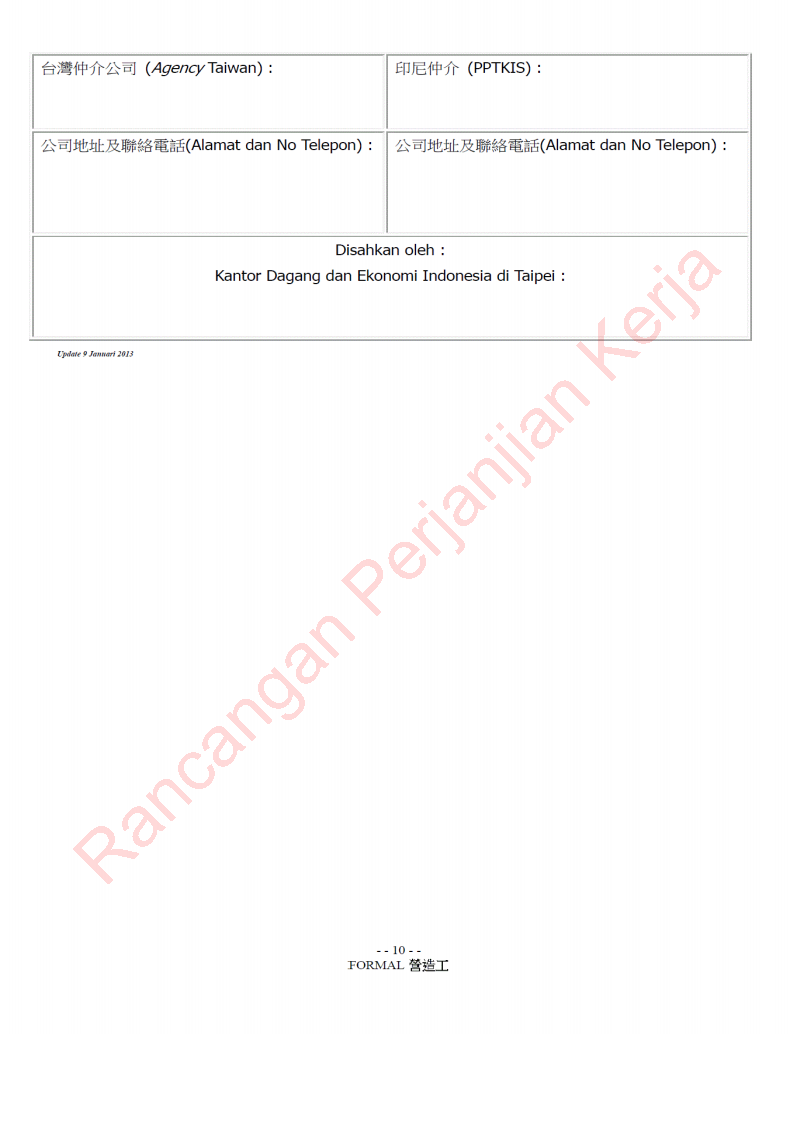 台灣仲介公司 (Agency Taiwan) :
印尼仲介 (PPTKIS) :
公司地址及聯絡電話(Alamat dan No Telepon) :
公司地址及聯絡電話(Alamat dan No Telepon) :
Disahkan oleh :
Kantor Dagang dan Ekonomi Indonesia di Taipei :
Update 9 Januari 2013
Rancangan Perjanjian Kerja
- - 10 - -
FORMAL 營造工